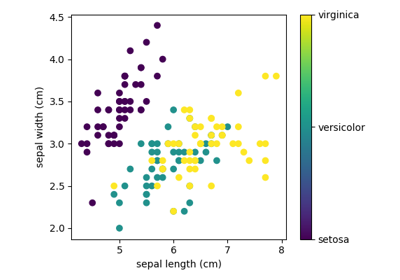 4.5
4.0
3.5
3.0
2.5
2.0
sepal width (cm)
5
6
7
8
sepal length (cm)
virginica
versicolor
setosa